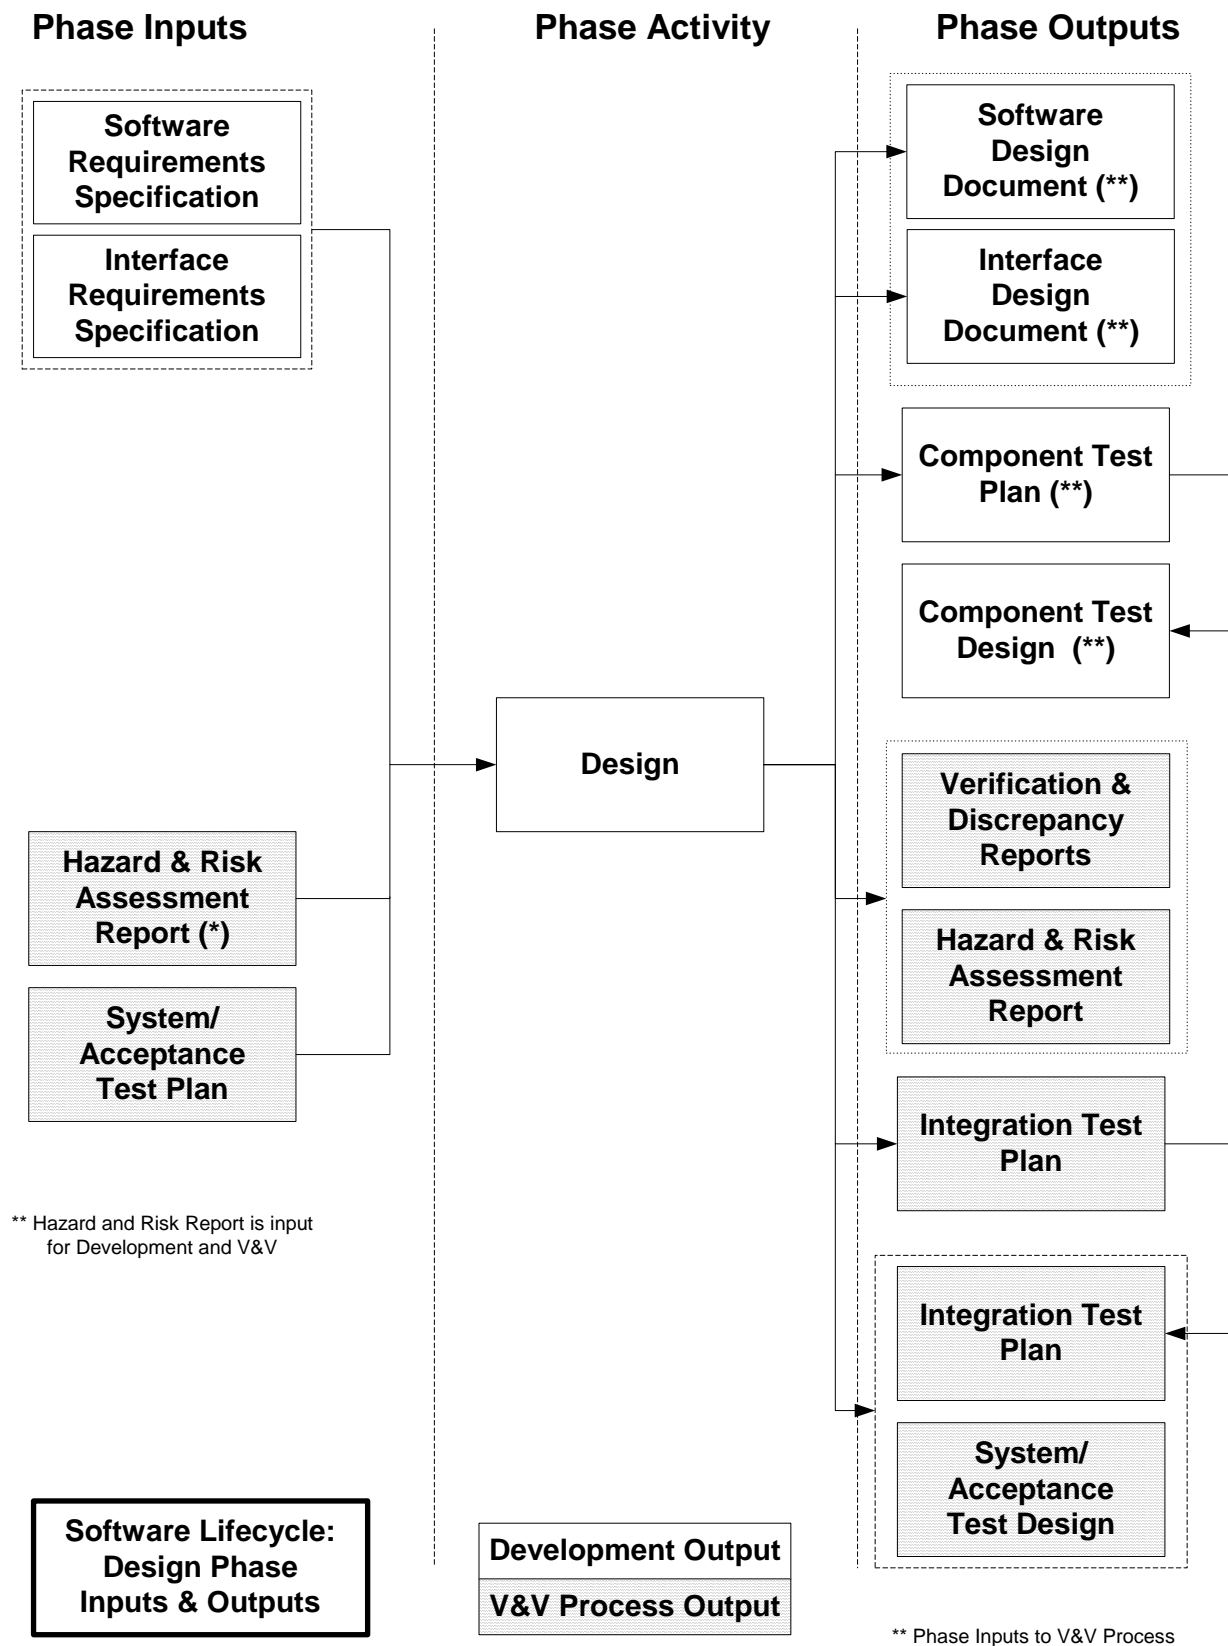 Phase Inputs
Phase Activity
Phase Outputs
Software
Requirements
Specification
Interface
Requirements
Specification
Hazard & Risk
Assessment
Report (*)
System/
Acceptance
Test Plan
** Hazard and Risk Report is input
for Development and V&V
Software Lifecycle:
Design Phase
Inputs & Outputs
Design
Development Output
V&V Process Output
Software
Design
Document (**)
Interface
Design
Document (**)
Component Test
Plan (**)
Component Test
Design (**)
Verification &
Discrepancy
Reports
Hazard & Risk
Assessment
Report
Integration Test
Plan
Integration Test
Plan
System/
Acceptance
Test Design
** Phase Inputs to V&V Process